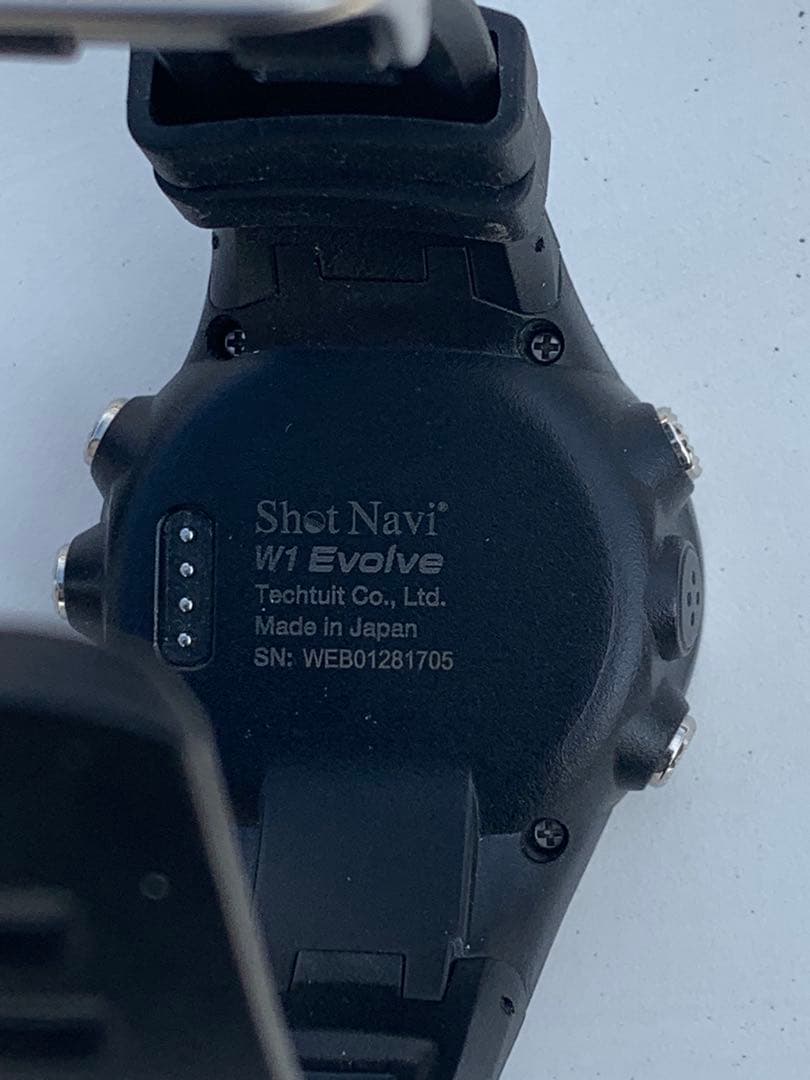 Shot Navi®
W1 Evolve
Techtuit Co., Ltd.
Made in Japan
SN: WEB01281705